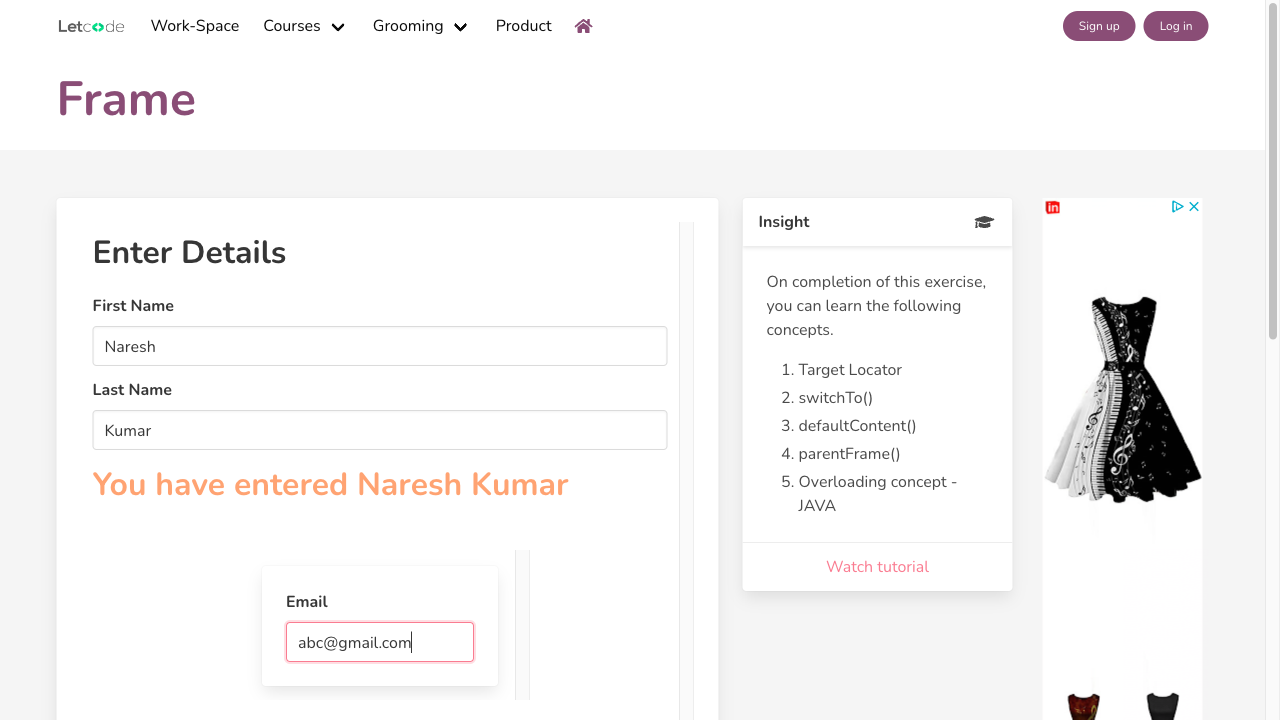 Letcode Work-Space Courses Grooming Product Sign up Log in
Frame
Enter Details
First Name
Naresh
Last Name
Kumar
You have entered Naresh Kumar
Email
abc@gmail.com
Insight
On completion of this exercise,
you can learn the following
concepts.
1. Target Locator
2. switchTo()
3. defaultContent()
4. parentFrame()
5. Overloading concept -
JAVA
Watch tutorial
in